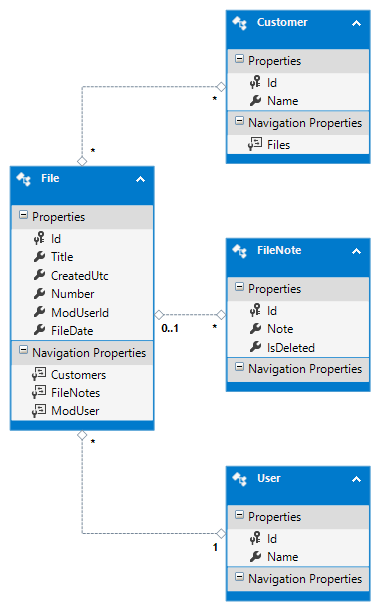 Customer
Properties
Id
Name
Navigation Properties
Files
*
*
File
Properties
Id
Title
CreatedUtc
Number
ModUserId
FileDate
Navigation Properties
Customers
FileNotes
ModUser
0..1
*
FileNote
Properties
Id
Note
IsDeleted
Navigation Properties
*
1
User
Properties
Id
Name
Navigation Properties